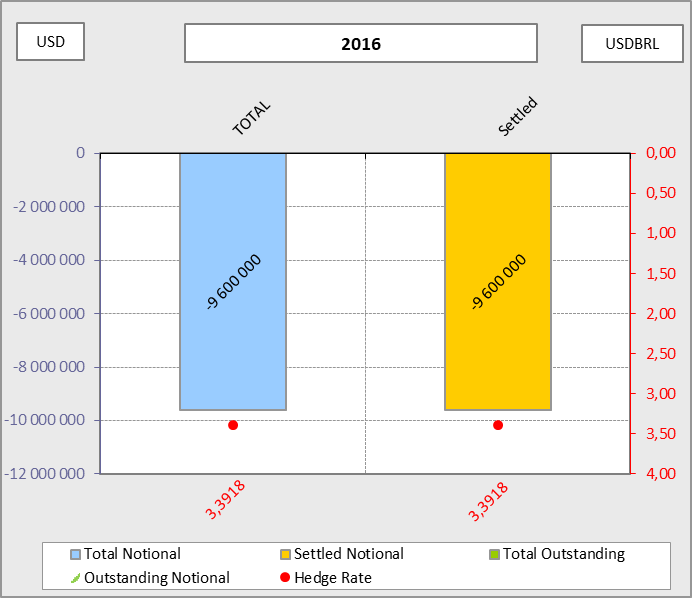 USD
2016
USDBRL
TOTAL
Settled
0
0,00
-2 000 000
0,50
-4 000 000
1,00
-6 000 000
1,50
-8 000 000
2,00
-10 000 000
2,50
-12 000 000
3,00
3,50
4,00
-9 600 000
-9 600 000
3,3918
3,3918
Total Notional
Settled Notional
Total Outstanding
Outstanding Notional
Hedge Rate